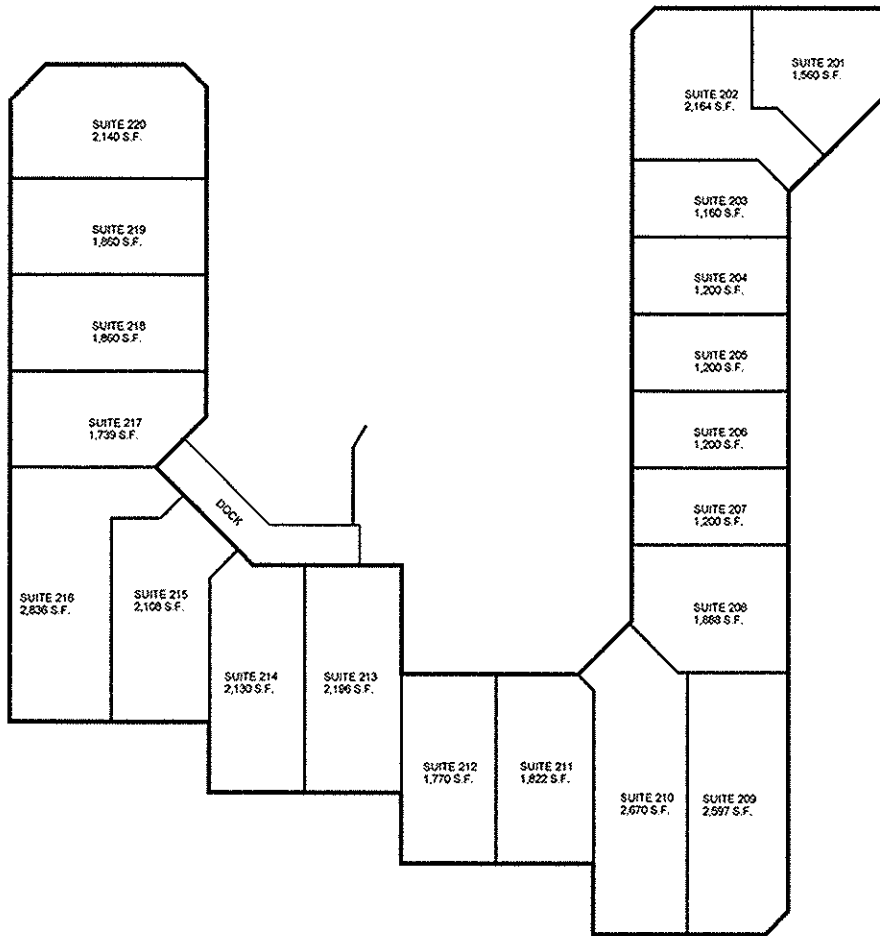 SUITE 201
1,560 S.F.
SUITE 202
2,164 S.F.
SUITE 220
2,140 S.F.
SUITE 203
1,160 S.F.
SUITE 219
1,860 S.F.
SUITE 204
1,200 S.F.
SUITE 218
1,860 S.F.
SUITE 205
1,200 S.F.
SUITE 217
1,739 S.F.
SUITE 206
1,200 S.F.
DOCK
SUITE 207
1,200 S.F.
SUITE 216
2,836 S.F.
SUITE 215
2,108 S.F.
SUITE 208
1,888 S.F.
SUITE 214
2,130 S.F.
SUITE 213
2,196 S.F.
SUITE 212
1,770 S.F.
SUITE 211
1,822 S.F.
SUITE 210
2,670 S.F.
SUITE 209
2,597 S.F.